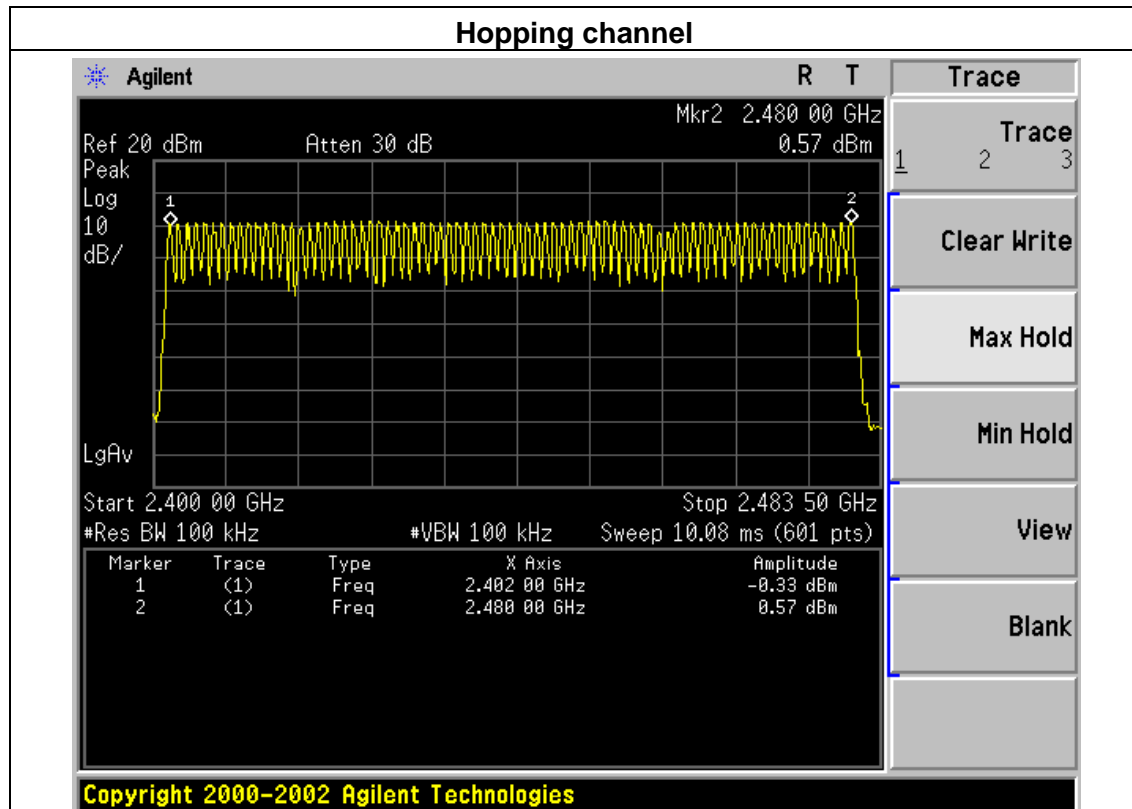 Hopping channel
Agilent R T Trace
Mkr2 2.480 00 GHz
Ref 20 dBm Atten 30 dB 0.57 dBm
Peak
Log
10
dB/
1
2
LgAv
Start 2.400 00 GHz Stop 2.483 50 GHz
#Res BW 100 kHz #VBW 100 kHz Sweep 10.08 ms (601 pts)
Marker Trace Type X Axis Amplitude
1 (1) Freq 2.402 00 GHz -0.33 dBm
2 (1) Freq 2.480 00 GHz 0.57 dBm
Trace
1 2 3
Clear Write
Max Hold
Min Hold
View
Blank
Copyright 2000-2002 Agilent Technologies